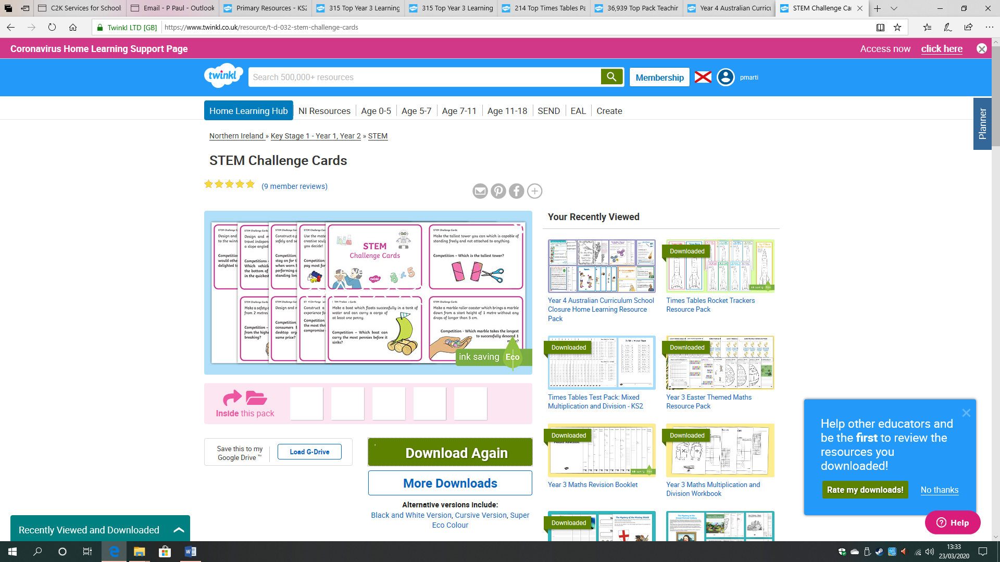 C2K Services for School:
Email - P Paul - Outlook
Primary Resources - KS2
315 Top Year 3 Learning
315 Top Year 3 Learning
214 Top Times Tables Pa
36,939 Top Pack Teachin
Year 4 Australian Curricu
STEM Challenge Car
Twinkl LTD [GB]
https://www.twinkl.co.uk/resource/t-d-032-stem-challenge-cards
Coronavirus Home Learning Support Page
Access now click here
twinkl
Search 500,000+ resources
Membership
pmarti
Home Learning Hub
NI Resources
Age 0-5
Age 5-7
Age 7-11
Age 11-18
SEND
EAL
Create
Planner
Northern Ireland » Key Stage 1 - Year 1, Year 2 » STEM
STEM Challenge Cards
(9 member reviews)
STEM
Challenge Cards
twinkl
STEM Challenge Cards
Make the tallest tower you can which is capable of
standing freely and not attached to anything.
Competition – Which is the tallest tower?
Make a boat which floats successfully in a tank of
water and can carry a cargo of
at least one penny.
Competition – Which boat can
carry the most pennies before it
sinks?
STEM Challenge Cards
Make a marble roller coaster which brings a marble
down from a start height of 1 metre without any
drops of longer than 5 cm.
Competition - Which marble takes the longest
to successfully descend 1
ink saving Eco
Inside this pack
Save this to my
Google Drive ™
Load G-Drive
Download Again
More Downloads
Alternative versions include:
Black and White Version, Cursive Version, Super
Eco Colour
Your Recently Viewed
Year 4 Australian Curriculum School
Closure Home Learning Resource
Pack
Downloaded
Times Tables Rocket Trackers
Resource Pack
Downloaded
Times Tables Test Pack: Mixed
Multiplication and Division - KS2
Downloaded
Year 3 Easter Themed Maths
Resource Pack
Downloaded
Year 3 Maths Revision Booklet
Downloaded
Year 3 Maths Multiplication and
Division Workbook
Downloaded
Help other educators and
be the first to review the
resources you
downloaded!
Rate my downloads!
No thanks
Help
Recently Viewed and Downloaded
13:33
23/03/2020